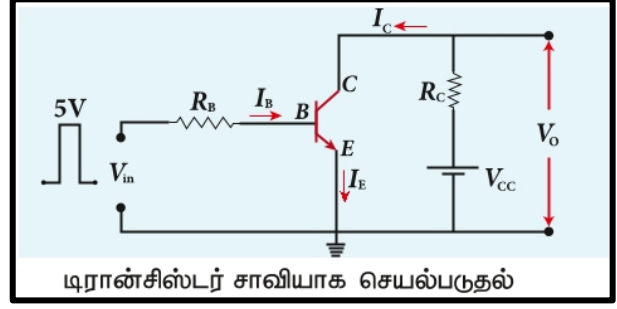 I_C
5V
R_B
I_B
B
C
R_C
E
V_in
I_E
V_O
V_CC
டிரான்சிஸ்டர் சாவியாக செயல்படுதல்